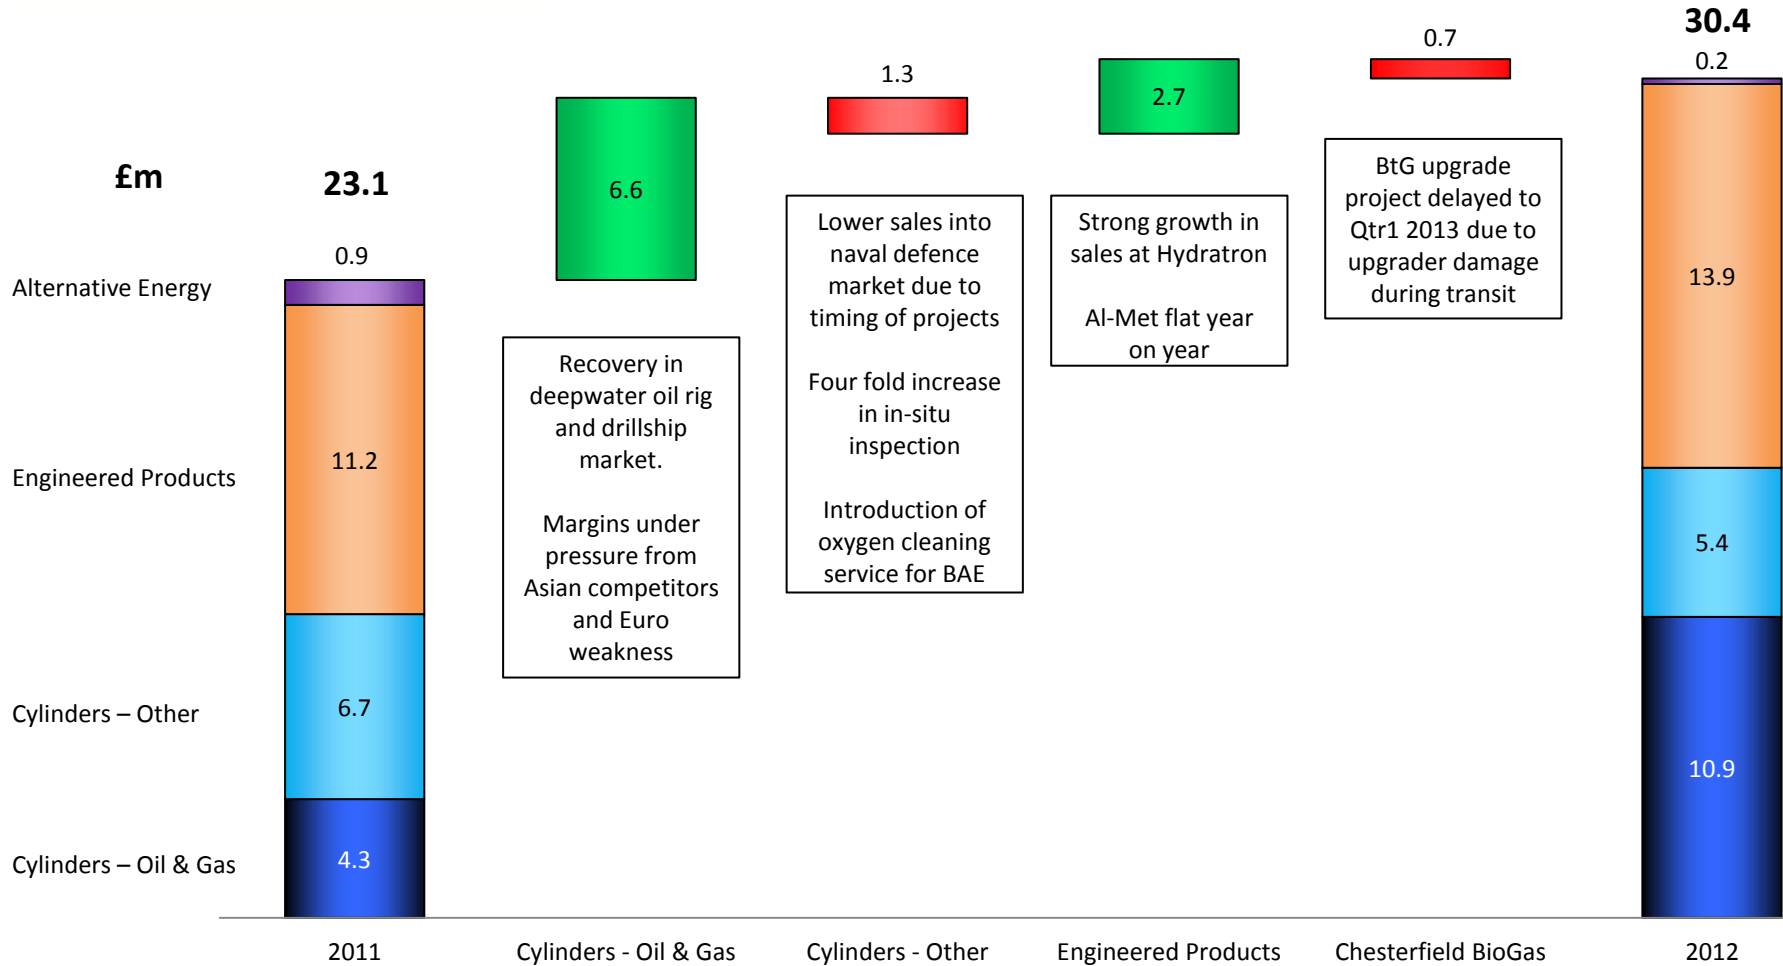 £m
23.1
0.9
11.2
6.7
4.3
Alternative Energy
Engineered Products
Cylinders – Other
Cylinders – Oil & Gas
6.6
Recovery in
deepwater oil rig
and drillship
market.
Margins under
pressure from
Asian competitors
and Euro
weakness
1.3
Lower sales into
naval defence
market due to
timing of projects
Four fold increase
in in-situ
inspection
Introduction of
oxygen cleaning
service for BAE
2.7
Strong growth in
sales at Hydratron
Al-Met flat year
on year
0.7
BtG upgrade
project delayed to
Qtr1 2013 due to
upgrader damage
during transit
30.4
0.2
13.9
5.4
10.9
2011
Cylinders - Oil & Gas
Cylinders - Other
Engineered Products
Chesterfield BioGas
2012